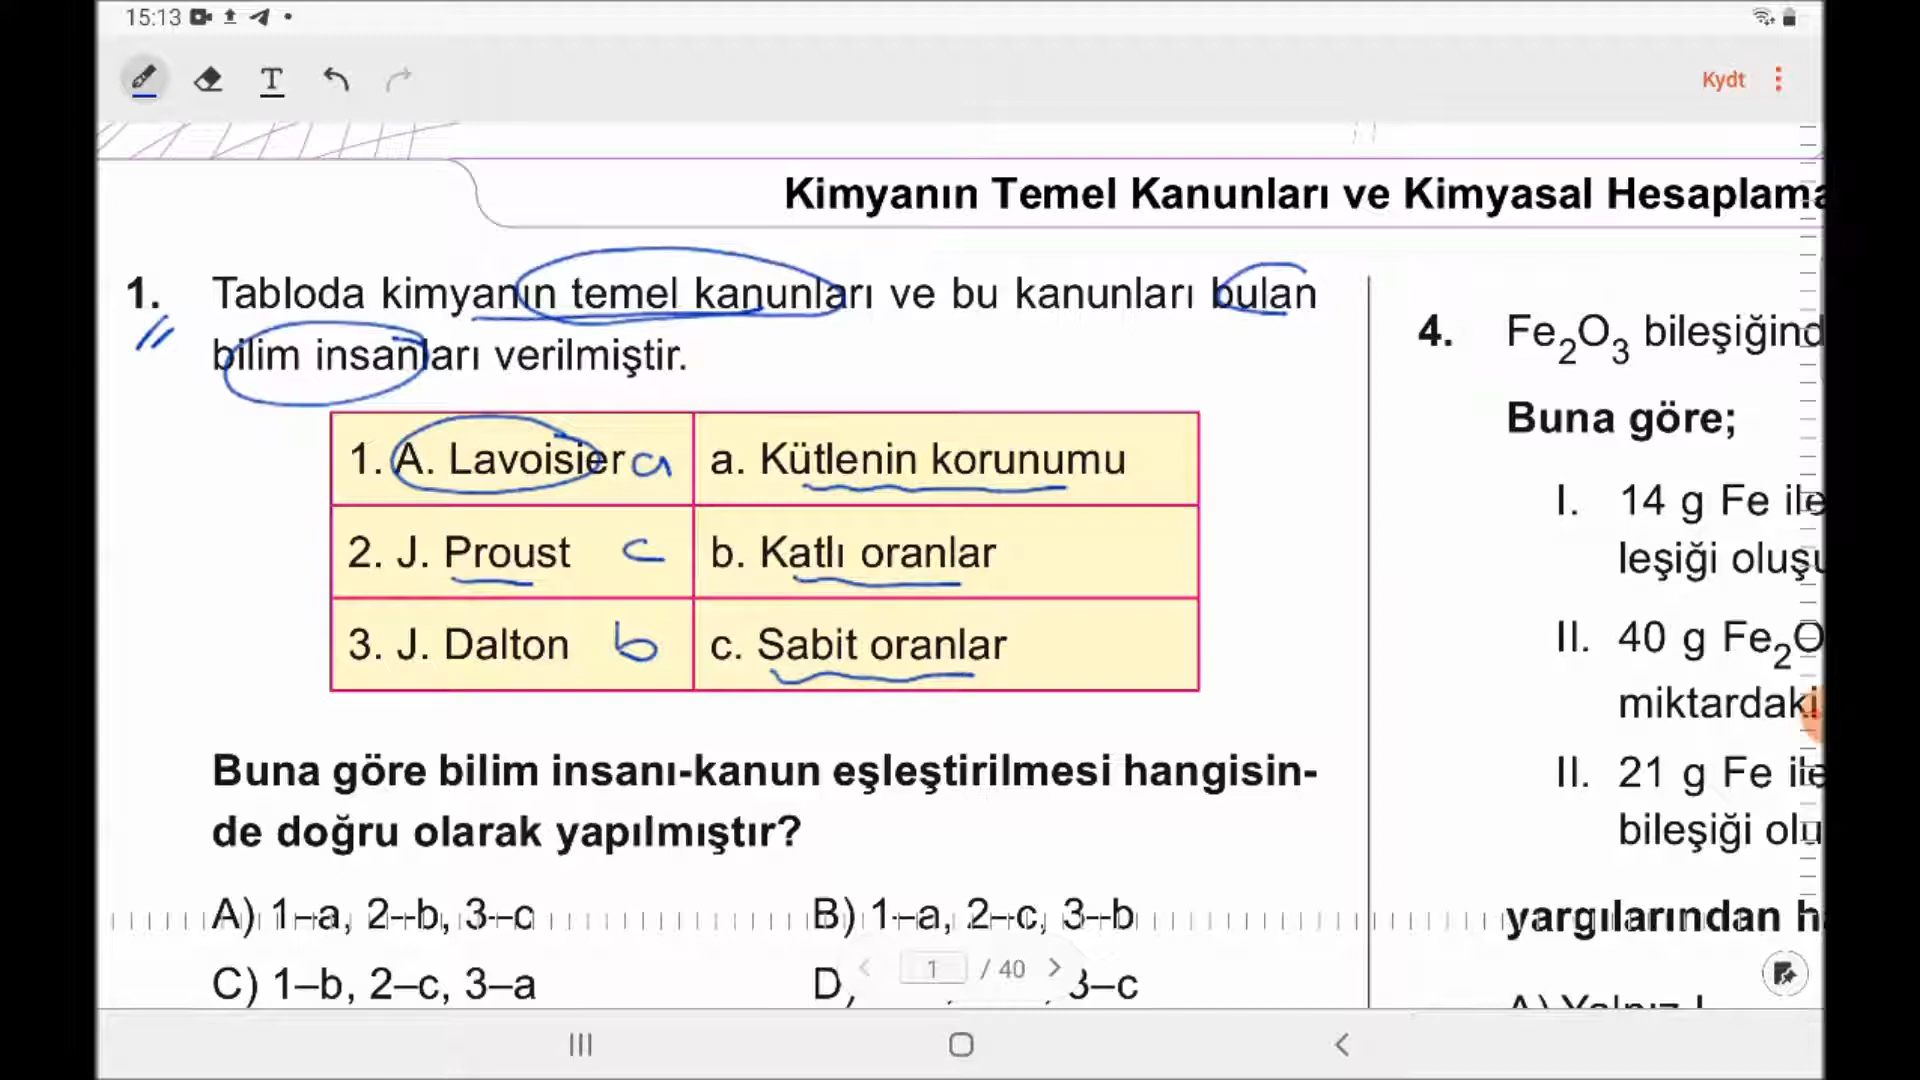 15:13
Kydt
Kimyanın Temel Kanunları ve Kimyasal Hesaplama
1. Tabloda kimyanın temel kanunları ve bu kanunları bulan
bilim insanları verilmiştir.
1. A. Lavoisier a a. Kütlenin korunumu
2. J. Proust c b. Katlı oranlar
3. J. Dalton b c. Sabit oranlar
Buna göre bilim insanı-kanun eşleştirilmesi hangisin-
de doğru olarak yapılmıştır?
A) 1–a, 2–b, 3–c B) 1–a, 2–c, 3–b
C) 1–b, 2–c, 3–a D) 3–c
1 / 40
4. Fe2O3 bileşiğind
Buna göre;
I. 14 g Fe ile
leşiği oluşu
II. 40 g Fe2O
miktardaki
II. 21 g Fe ile
bileşiği olu
yargılarından h
A) Yalnız I